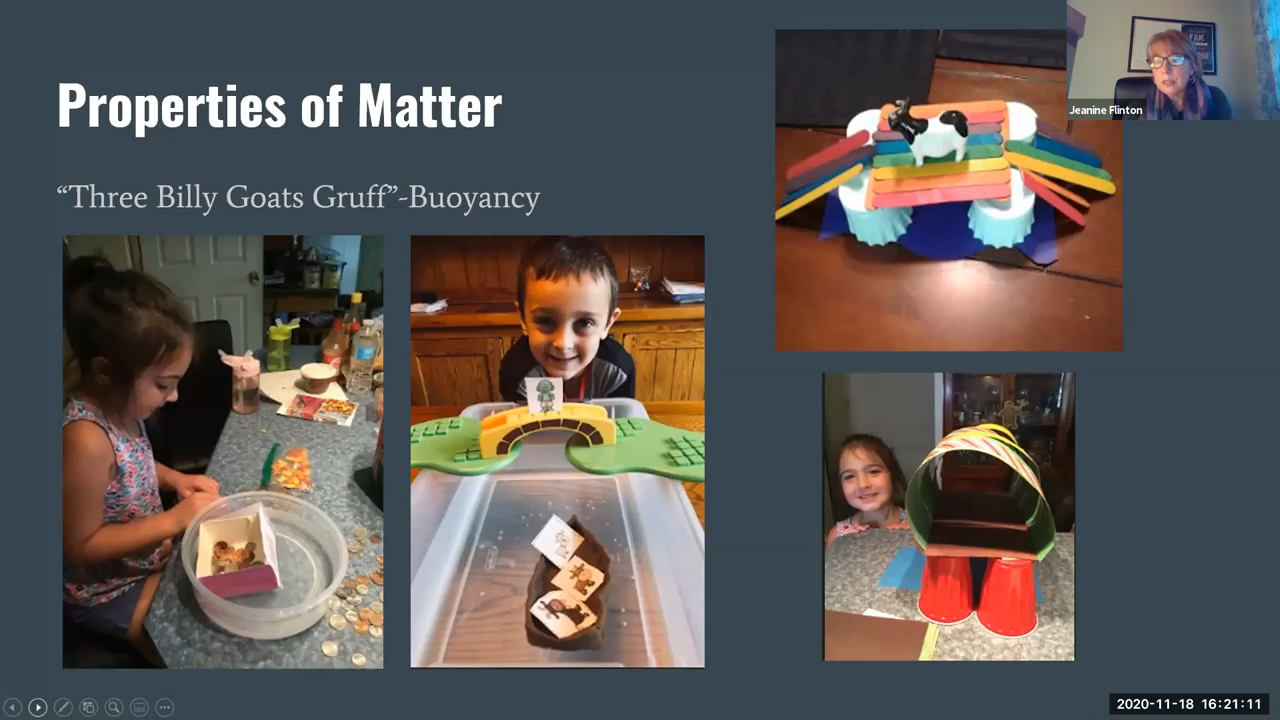 Properties of Matter
“Three Billy Goats Gruff”-Buoyancy
Jeanine Flinton
2020-11-18 16:21:11